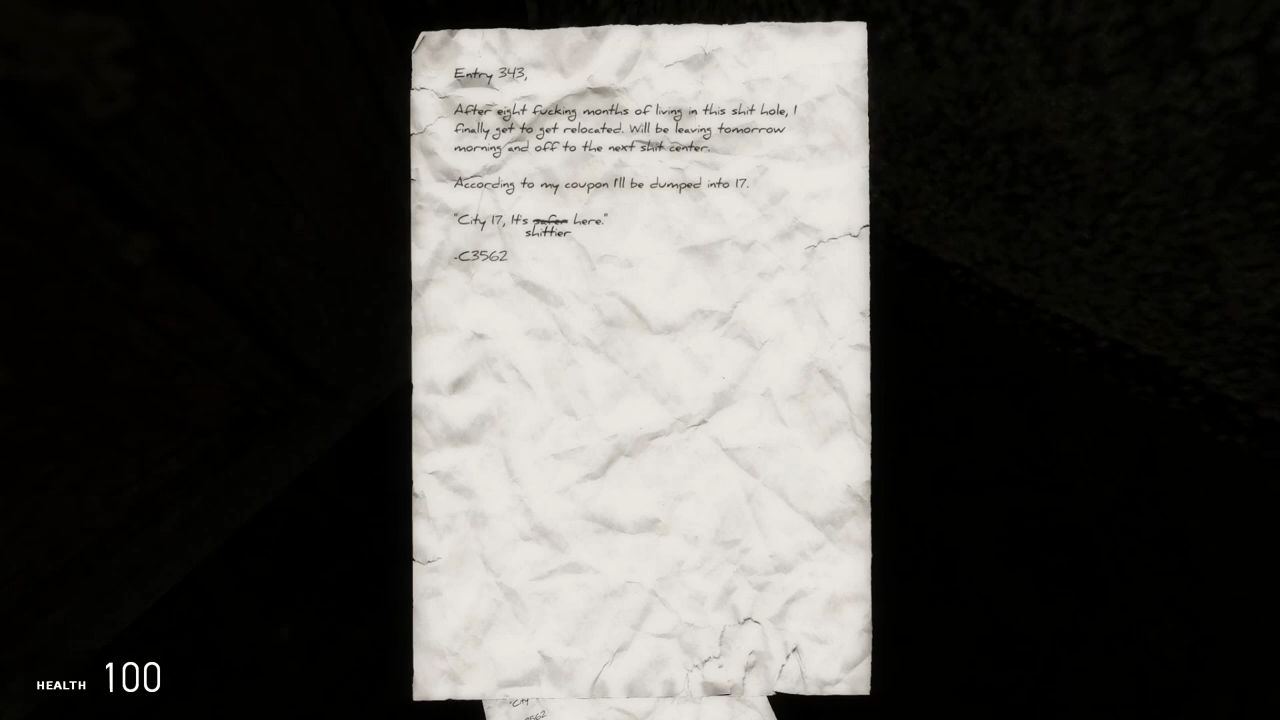 Entry 343,
After eight fucking months of living in this shit hole, I
finally get to get relocated. Will be leaving tomorrow
morning and off to the next shit center.
According to my coupon I'll be dumped into 17.
"City 17, It's safer here."
shittier
-C3562
"City
3562
HEALTH 100